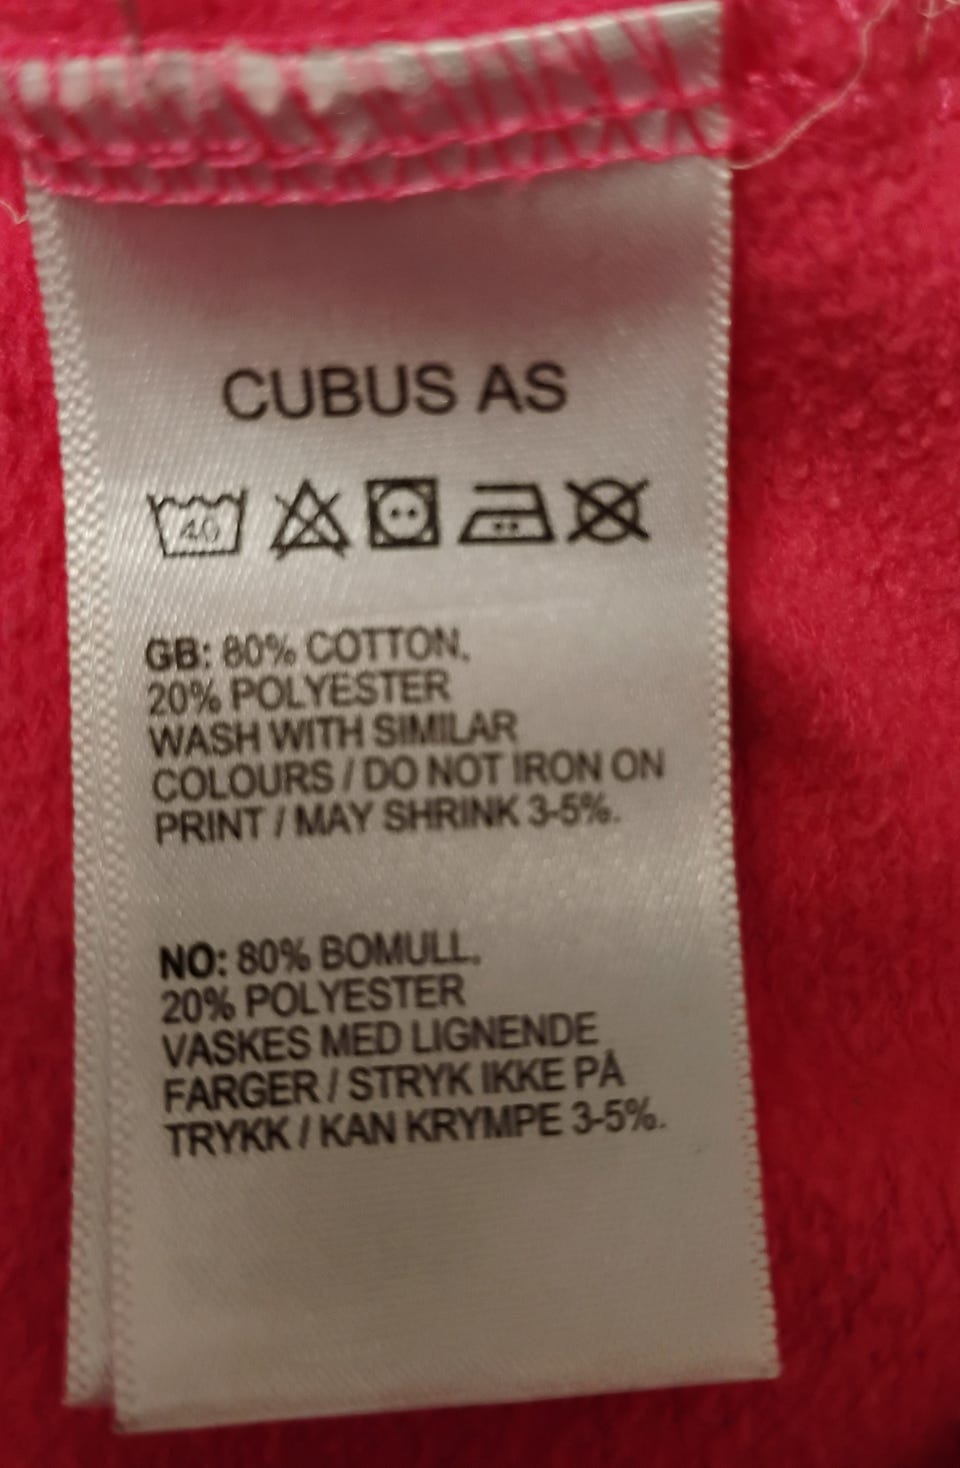 CUBUS AS
40
GB: 80% COTTON,
20% POLYESTER
WASH WITH SIMILAR
COLOURS / DO NOT IRON ON
PRINT / MAY SHRINK 3-5%.
NO: 80% BOMULL,
20% POLYESTER
VASKES MED LIGNENDE
FARGER / STRYK IKKE PÅ
TRYKK / KAN KRYMPE 3-5%.